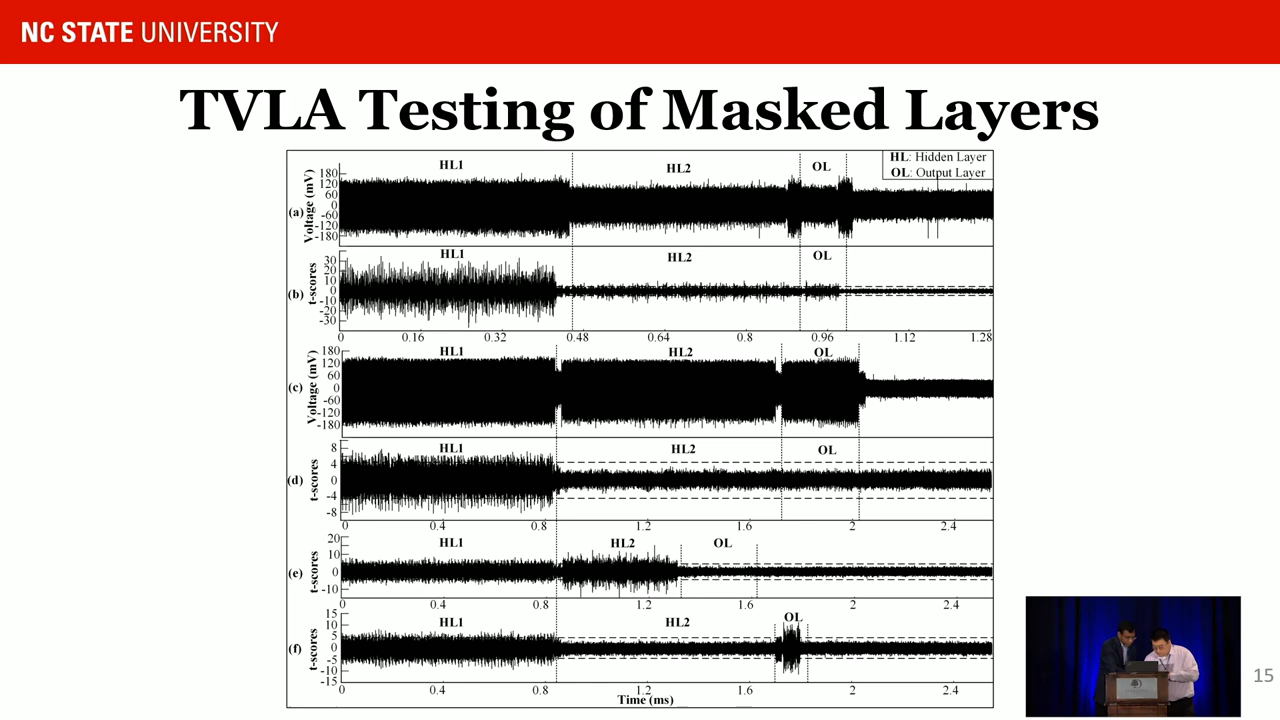 NC STATE UNIVERSITY
TVLA Testing of Masked Layers
HL: Hidden Layer
OL: Output Layer
HL1 HL2 OL
(a) Voltage (mV)
180
120
60
0
-60
-120
-180
HL1 HL2 OL
(b) t-scores
30
20
10
0
-10
-20
-30
0 0.16 0.32 0.48 0.64 0.8 0.96 1.12 1.28
HL1 HL2 OL
(c) Voltage (mV)
180
120
60
0
-60
-120
-180
HL1 HL2 OL
(d) t-scores
8
4
0
-4
-8
0 0.4 0.8 1.2 1.6 2 2.4
HL1 HL2 OL
(e) t-scores
20
10
0
-10
0 0.4 0.8 1.2 1.6 2 2.4
HL1 HL2 OL
(f) t-scores
15
10
5
0
-5
-10
-15
0 0.4 0.8 1.2 1.6 2 2.4
Time (ms)
15